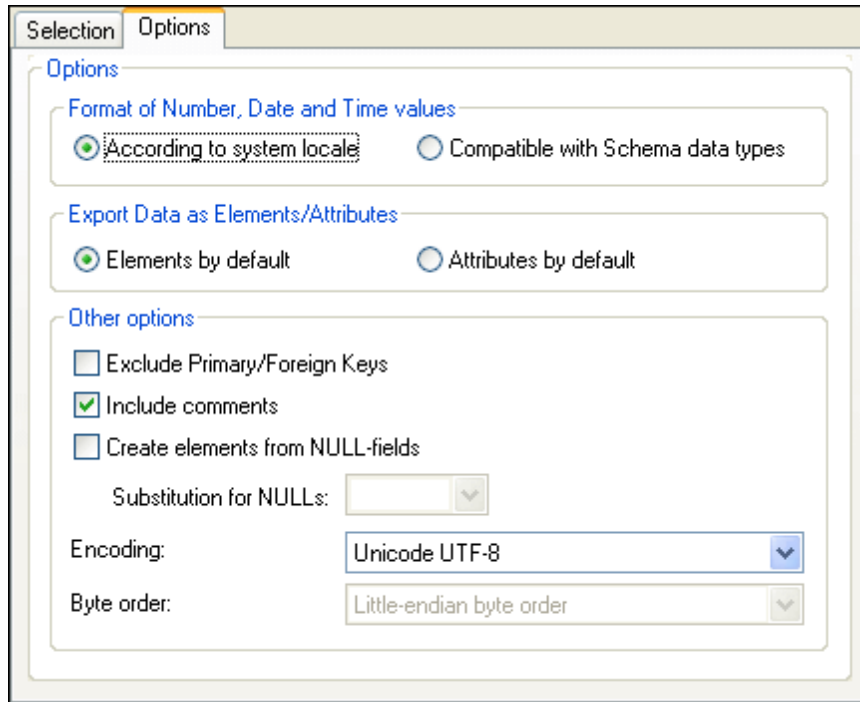 Selection Options
Options
Format of Number, Date and Time values
According to system locale Compatible with Schema data types
Export Data as Elements/Attributes
Elements by default Attributes by default
Other options
Exclude Primary/Foreign Keys
Include comments
Create elements from NULL-fields
Substitution for NULLs:
Encoding: Unicode UTF-8
Byte order: Little-endian byte order